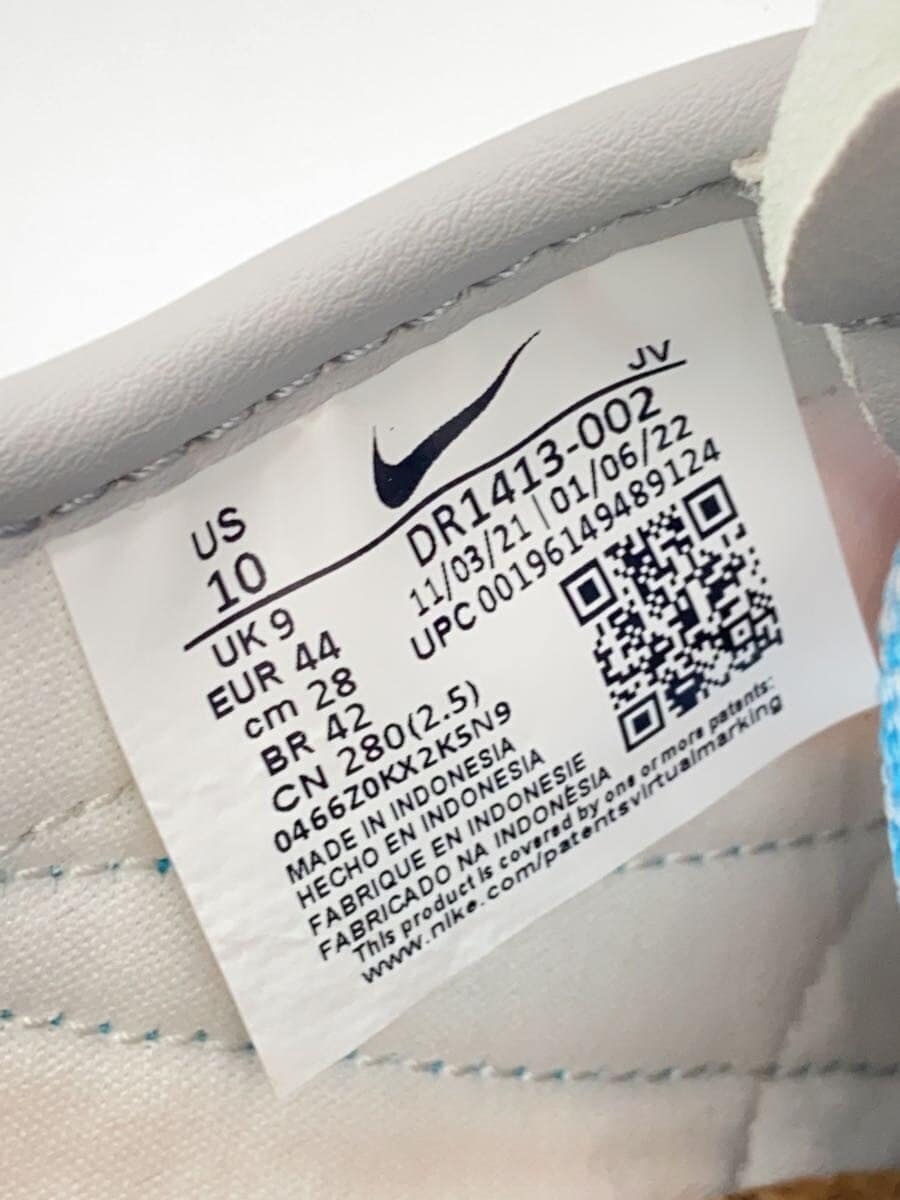 JV
US
10
DR1413-002
11/03/21 | 01/06/22
UPC 00196149489124
UK 9
EUR 44
cm 28
BR 42
CN 280(2.5)
0466Z0KX2K5N9
MADE IN INDONESIA
HECHO EN INDONESIA
FABRIQUE EN INDONESIE
FABRICADO NA INDONÈSIA
This product is covered by one or more patents:
www.nike.com/patentsvirtualmarking